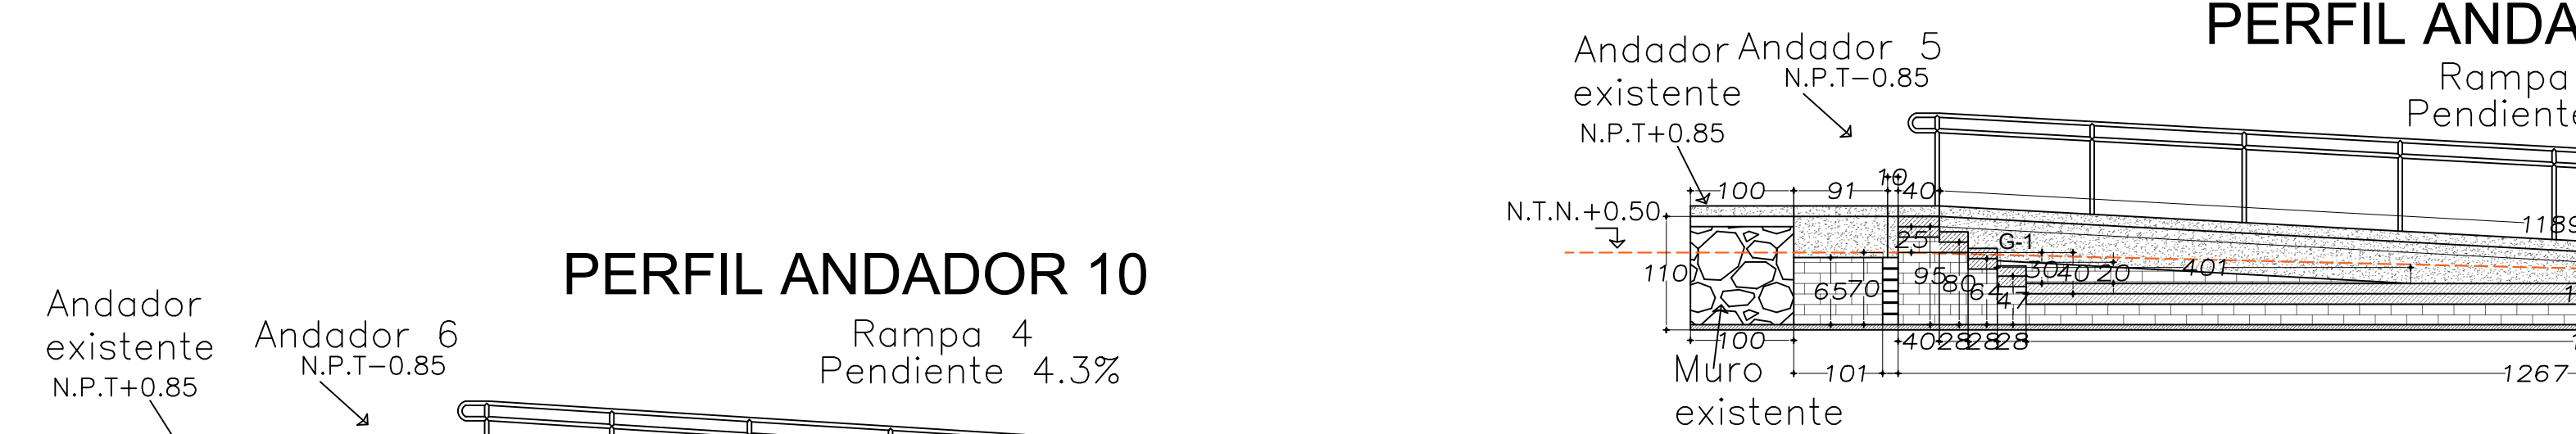 PERFIL ANDADOR 10
Andador
existente
N.P.T+0.85
Andador 6
N.P.T-0.85
Rampa 4
Pendiente 4.3%
PERFIL ANDA
Rampa
Pendiente
Andador
existente
N.P.T+0.85
Andador 5
N.P.T-0.85
N.T.N.+0.50
100
91
10
40
1189
110
25
G-1
65
70
95
80
64
47
30
40
20
401
100
40
28
28
28
101
1267
Muro
existente